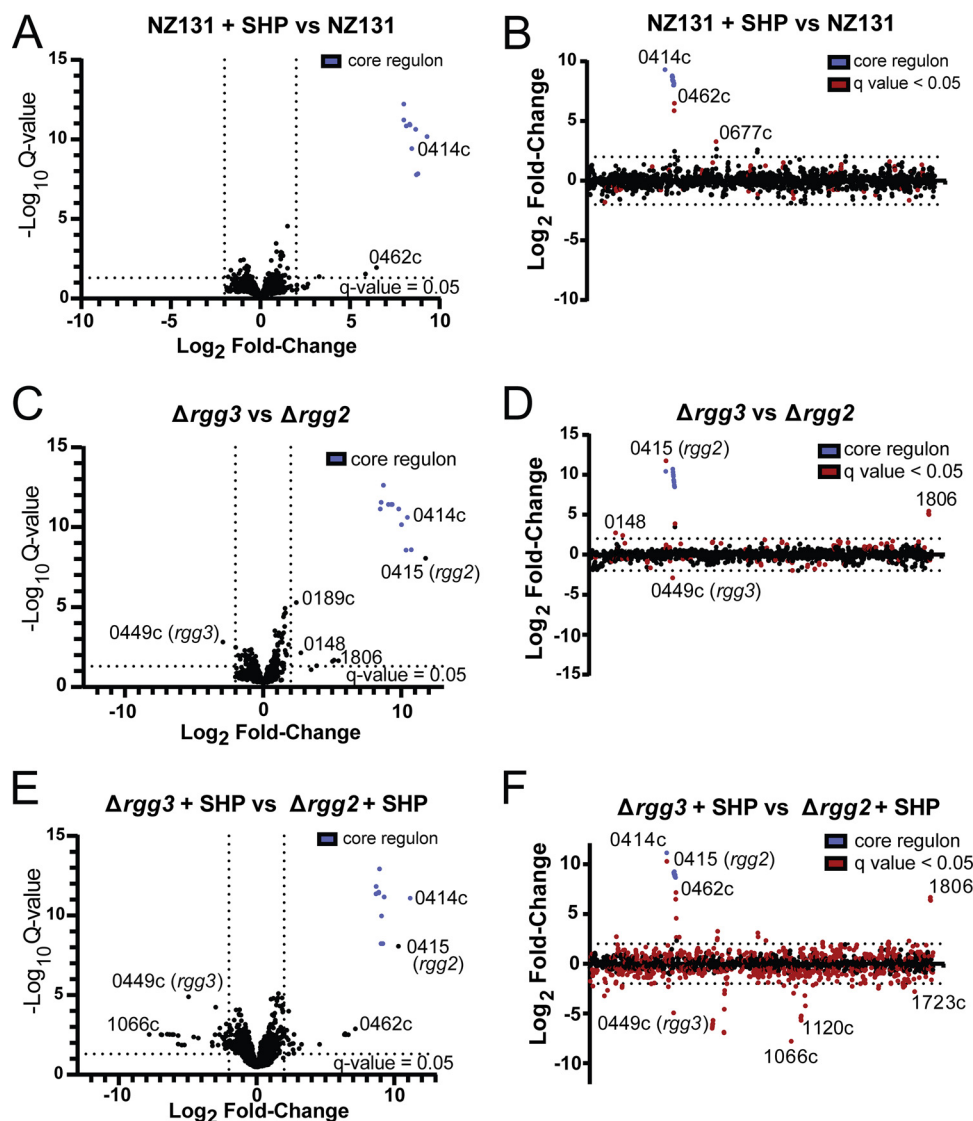 A
NZ131 + SHP vs NZ131
core regulon
15
10
5
0
-Log10Q-value
0414c
0462c
q-value = 0.05
-10
-5
0
5
10
Log2 Fold-Change
B
NZ131 + SHP vs NZ131
0414c
core regulon
q value < 0.05
0462c
0677c
10
5
0
-5
-10
Log2 Fold-Change
C
Δrgg3 vs Δrgg2
core regulon
15
10
5
0
-Log10Q-value
0414c
0415 (rgg2)
0189c
0449c (rgg3)
0148
1806
q-value = 0.05
-10
0
10
Log2 Fold-Change
D
Δrgg3 vs Δrgg2
0415 (rgg2)
core regulon
q value < 0.05
1806
0148
0449c (rgg3)
15
10
5
0
-5
-10
-15
Log2 Fold-Change
E
Δrgg3 + SHP vs Δrgg2 + SHP
core regulon
15
10
5
0
-Log10Q-value
0414c
0415
(rgg2)
0449c (rgg3)
1066c
0462c
q-value = 0.05
-10
0
10
Log2 Fold-Change
F
Δrgg3 + SHP vs Δrgg2 + SHP
0414c
core regulon
0415 (rgg2)
q value < 0.05
0462c
1806
0449c (rgg3)
1723c
1120c
1066c
10
5
0
-5
-10
Log2 Fold-Change